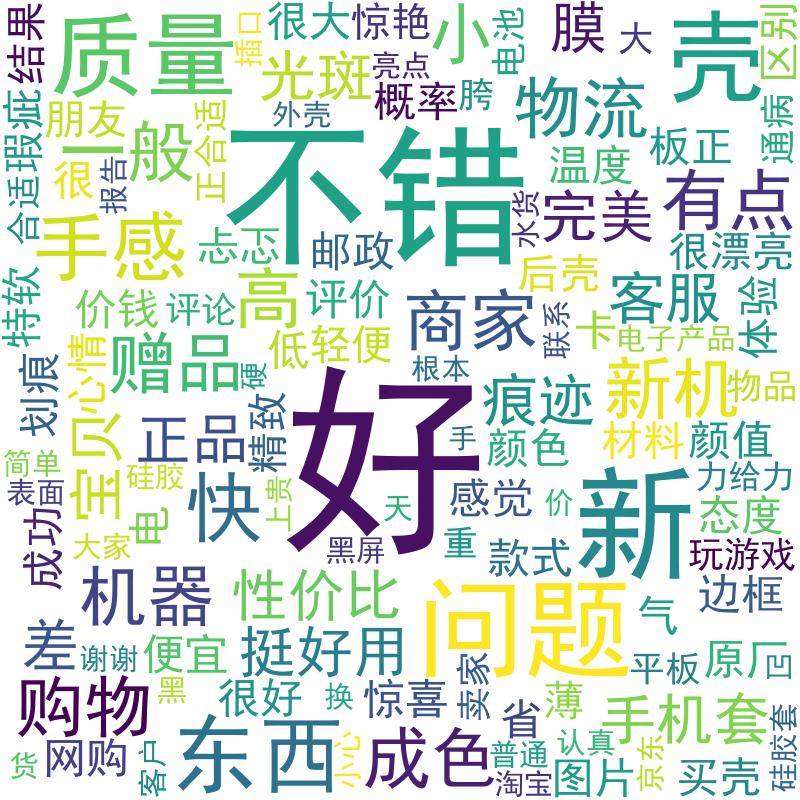 结果
质量
插口
很大
惊艳
小
电池
膜
大
壳
区别
光斑
亮点
概率
胯
物流
通病
瑕疵
朋友
外壳
正合适
一般
不错
温度
板正
合适
很
报告
手感
忐忑
邮政
水货
完美
有点
很漂亮
特软
价钱
评论
高
评价
商家
后壳
客服
体验
联系
卡
电子产品
低轻便
赠品
心情
硬
根本
新机
物品
划痕
宝贝
正品
精致
好
痕迹
手
颜色
材料
颜值
简单
表面
硅胶
快
上贵
天
感觉
价
新
力给力
态度
成功
电
大家
黑屏
重
款式
玩游戏
机器
性价比
问题
气
边框
差
谢谢
便宜
挺好用
卖家
平板
原厂
凹
购物
黑
很好
换
惊喜
省
薄
手机套
硅胶套
货
网购
客户
东西
小心
成色
普通
淘宝
认真
图片
京东
买壳